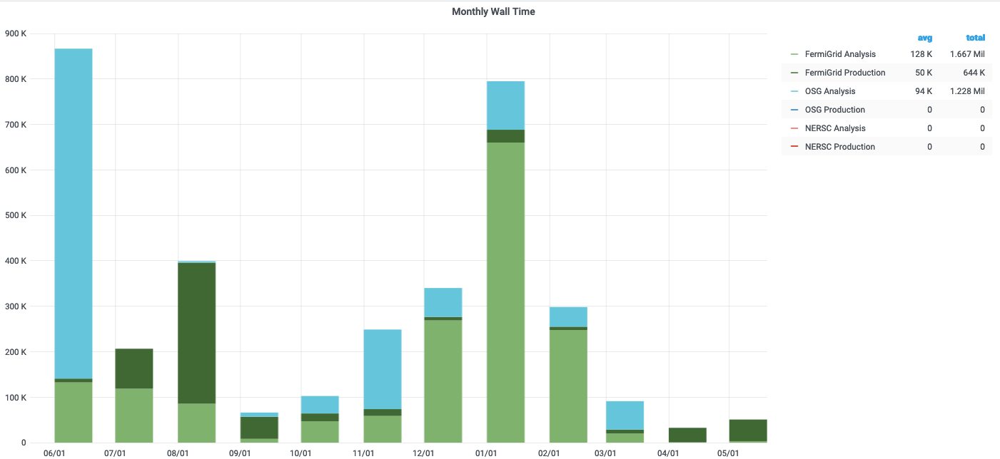 Monthly Wall Time
900 K
800 K
700 K
600 K
500 K
400 K
300 K
200 K
100 K
0
06/01 07/01 08/01 09/01 10/01 11/01 12/01 01/01 02/01 03/01 04/01 05/01
avg total
FermiGrid Analysis 128 K 1.667 Mil
FermiGrid Production 50 K 644 K
OSG Analysis 94 K 1.228 Mil
OSG Production 0 0
NERSC Analysis 0 0
NERSC Production 0 0